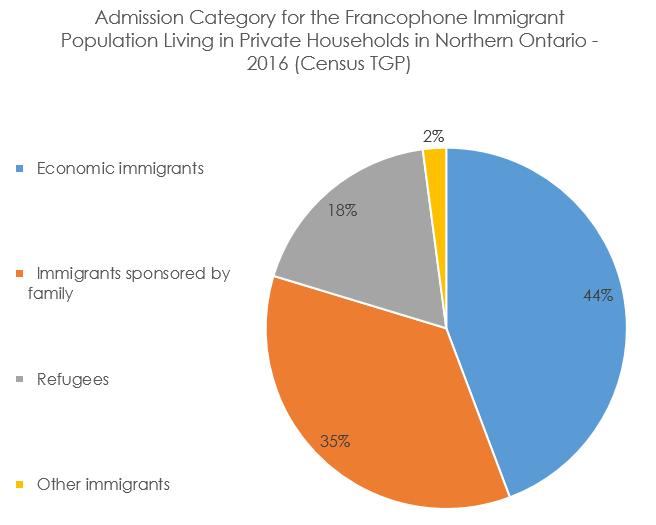 Admission Category for the Francophone Immigrant
Population Living in Private Households in Northern Ontario -
2016 (Census TGP)
2%
Economic immigrants
18%
Immigrants sponsored by
family
44%
Refugees
35%
Other immigrants